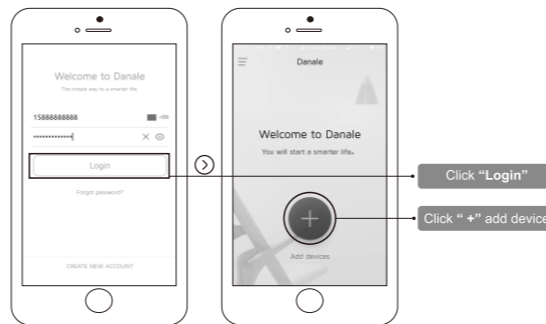 Welcome to Danale
The simple way to a smarter life.
15888888888
+86
Login
Forgot password?
CREATE NEW ACCOUNT
Danale
Welcome to Danale
You will start a smarter life.
Add devices
Click “Login”
Click “ +” add device